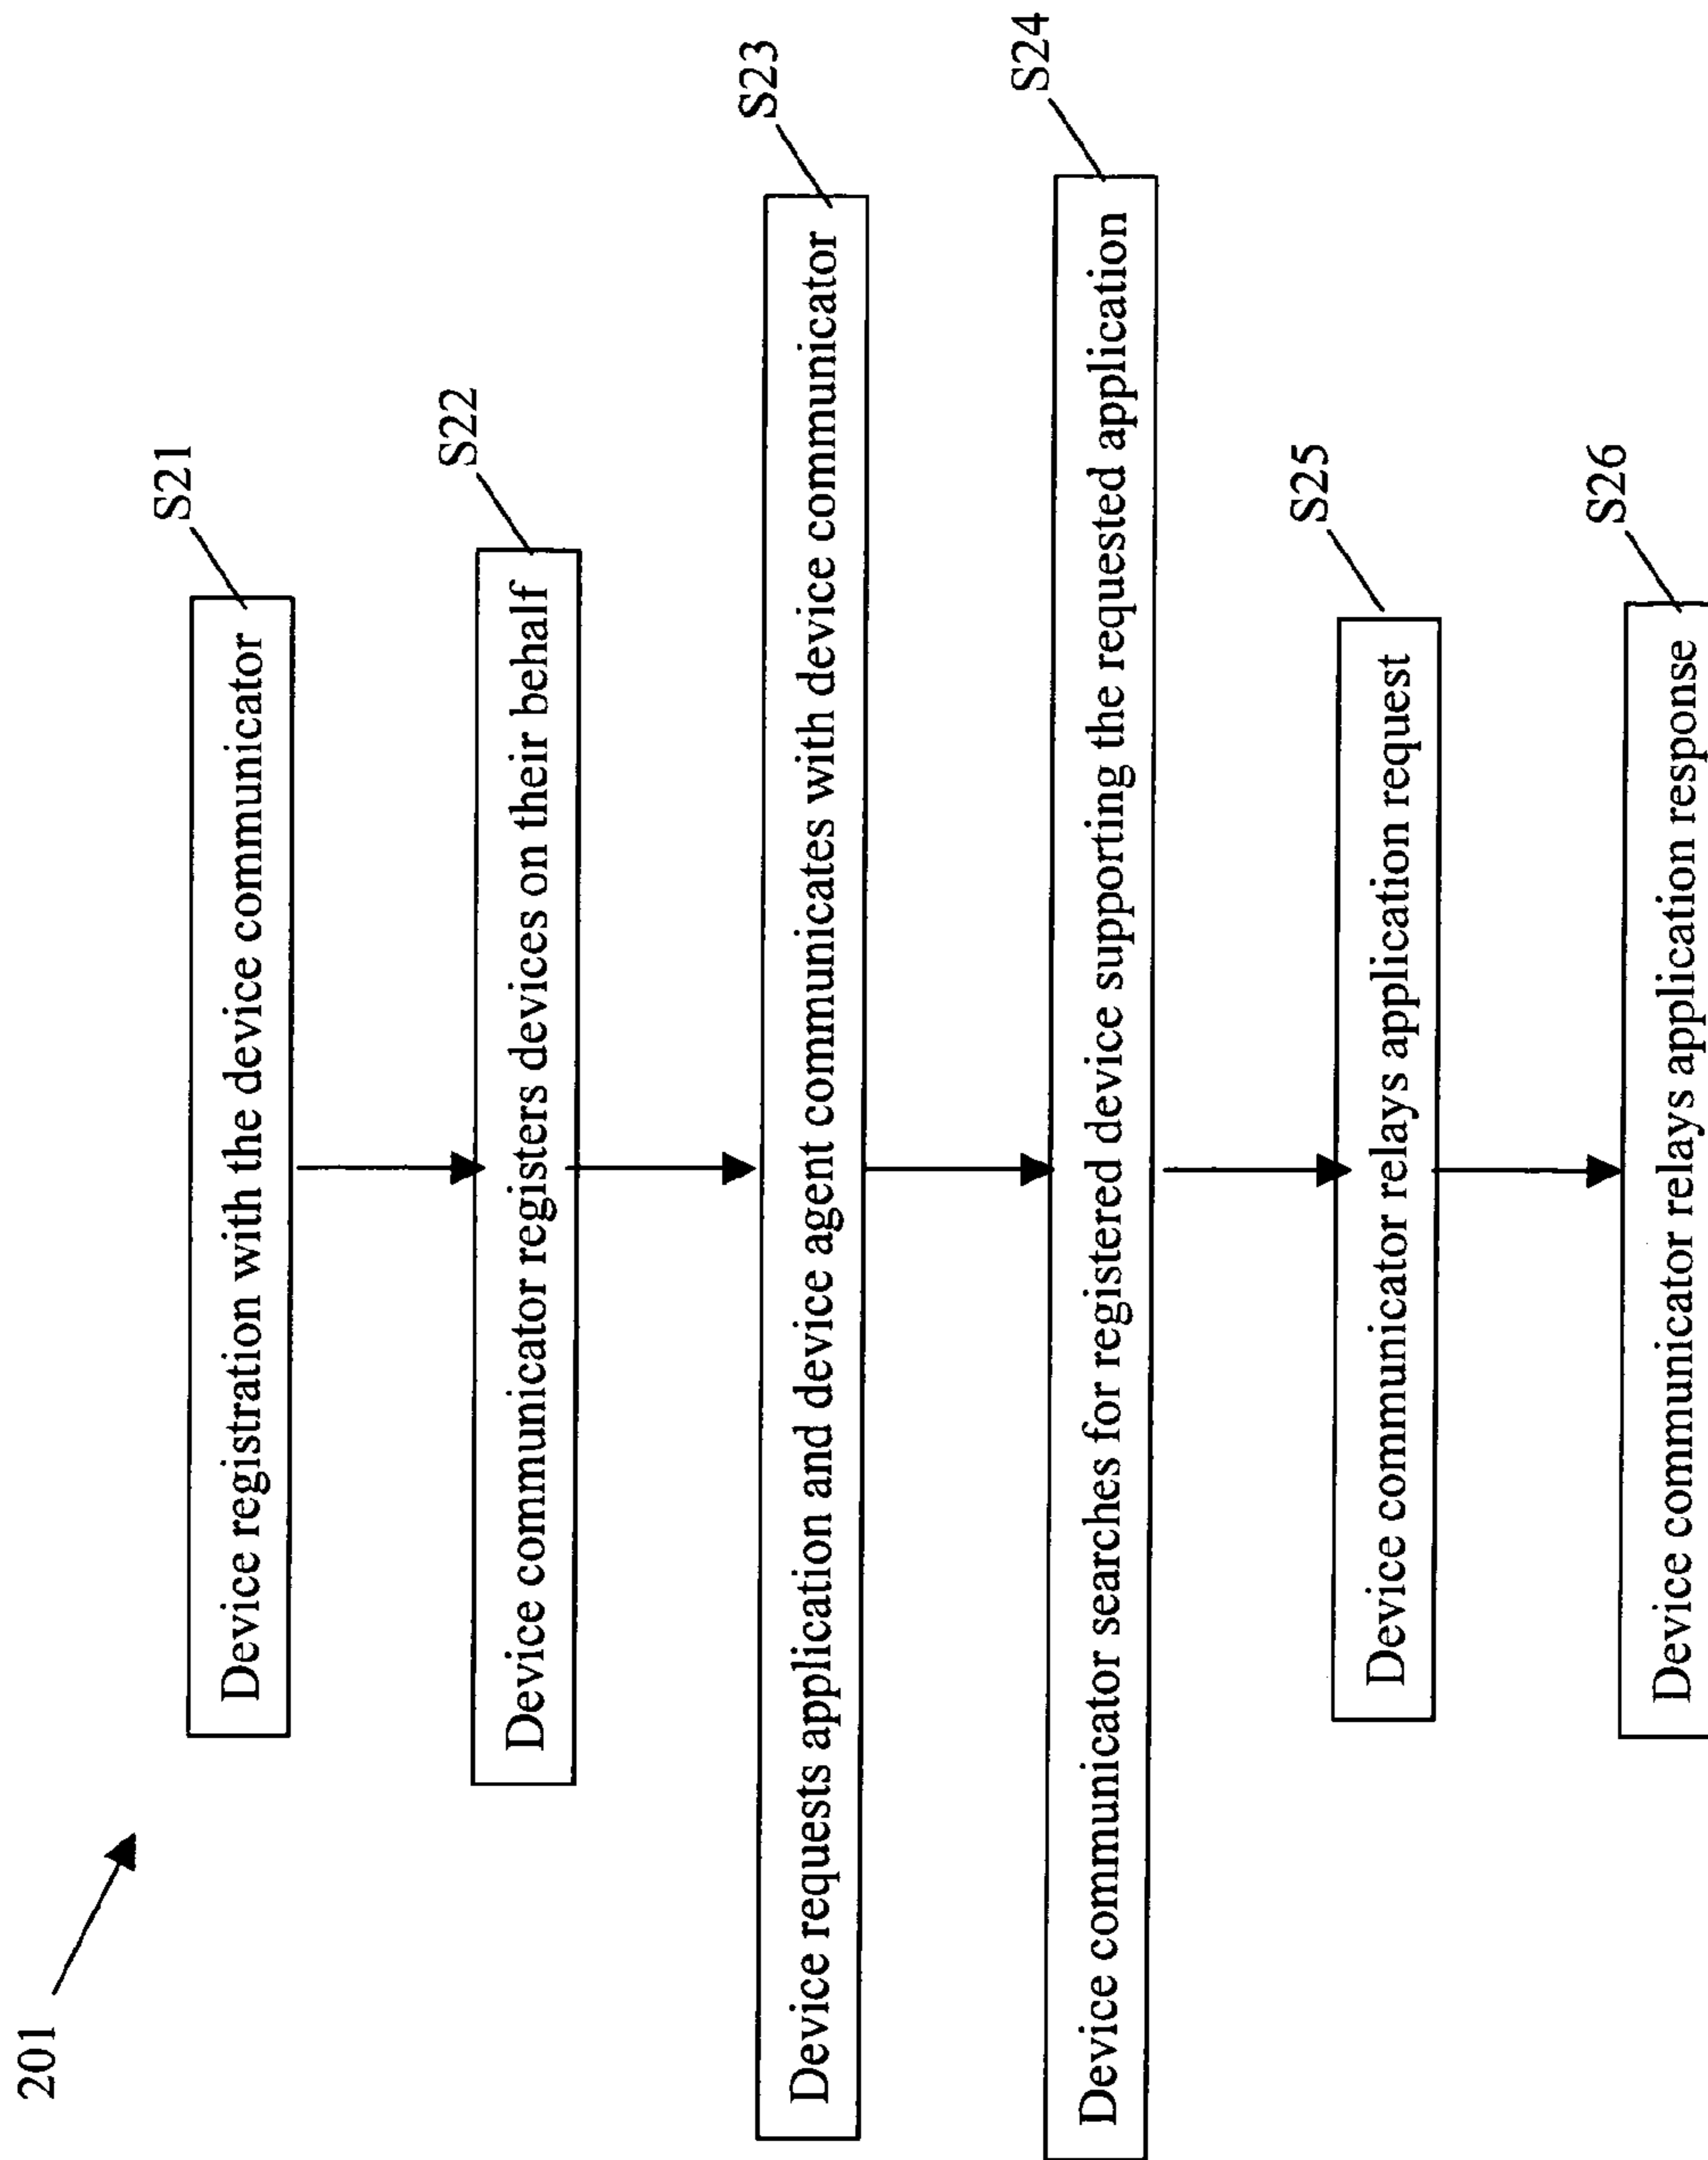 201
S21
Device registration with the device communicator
S22
Device communicator registers devices on their behalf
S23
Device requests application and device agent communicates with device communicator
S24
Device communicator searches for registered device supporting the requested application
S25
Device communicator relays application request
S26
Device communicator relays application response